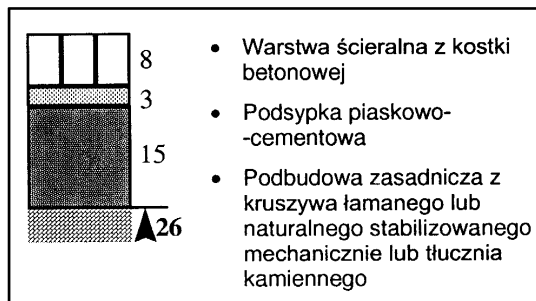 8
3
15
26
• Warstwa ścieralna z kostki
betonowej
• Podsypka piaskowo-
-cementowa
• Podbudowa zasadnicza z
kruszywa łamanego lub
naturalnego stabilizowanego
mechanicznie lub tłucznia
kamiennego